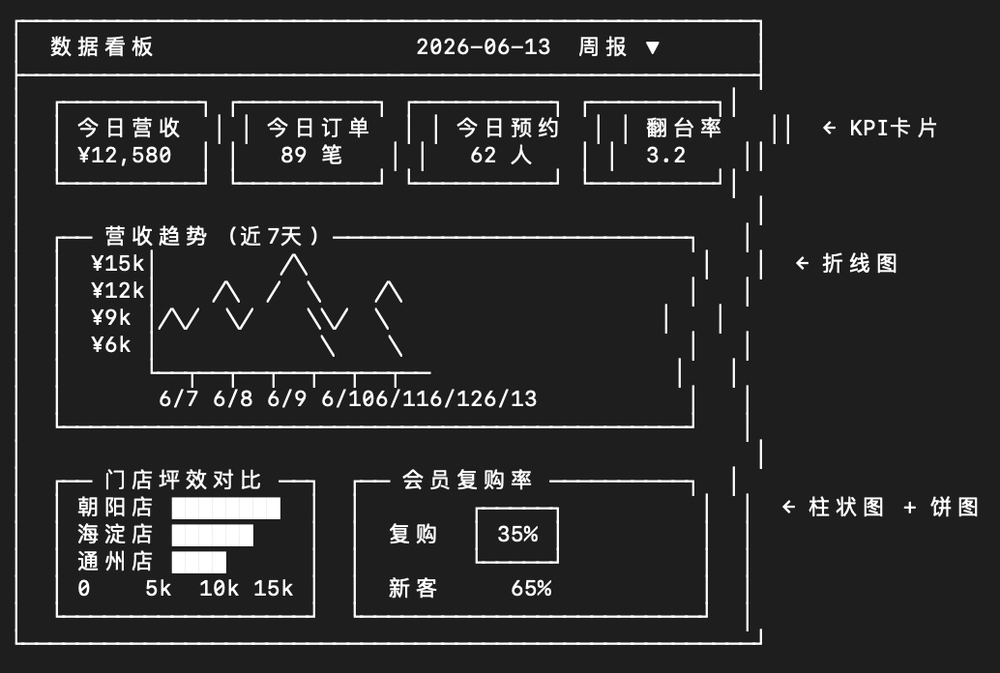 数据看板 2026-06-13 周报 ▼
今日营收 今日订单 今日预约 翻台率 ← KPI卡片
¥12,580 89 笔 62 人 3.2
营收趋势 (近7天)
¥15k ← 折线图
¥12k
¥9k
¥6k
6/7 6/8 6/9 6/106/116/126/13
门店坪效对比 会员复购率
朝阳店 ← 柱状图 + 饼图
海淀店 复购 35%
通州店
0 5k 10k 15k 新客 65%